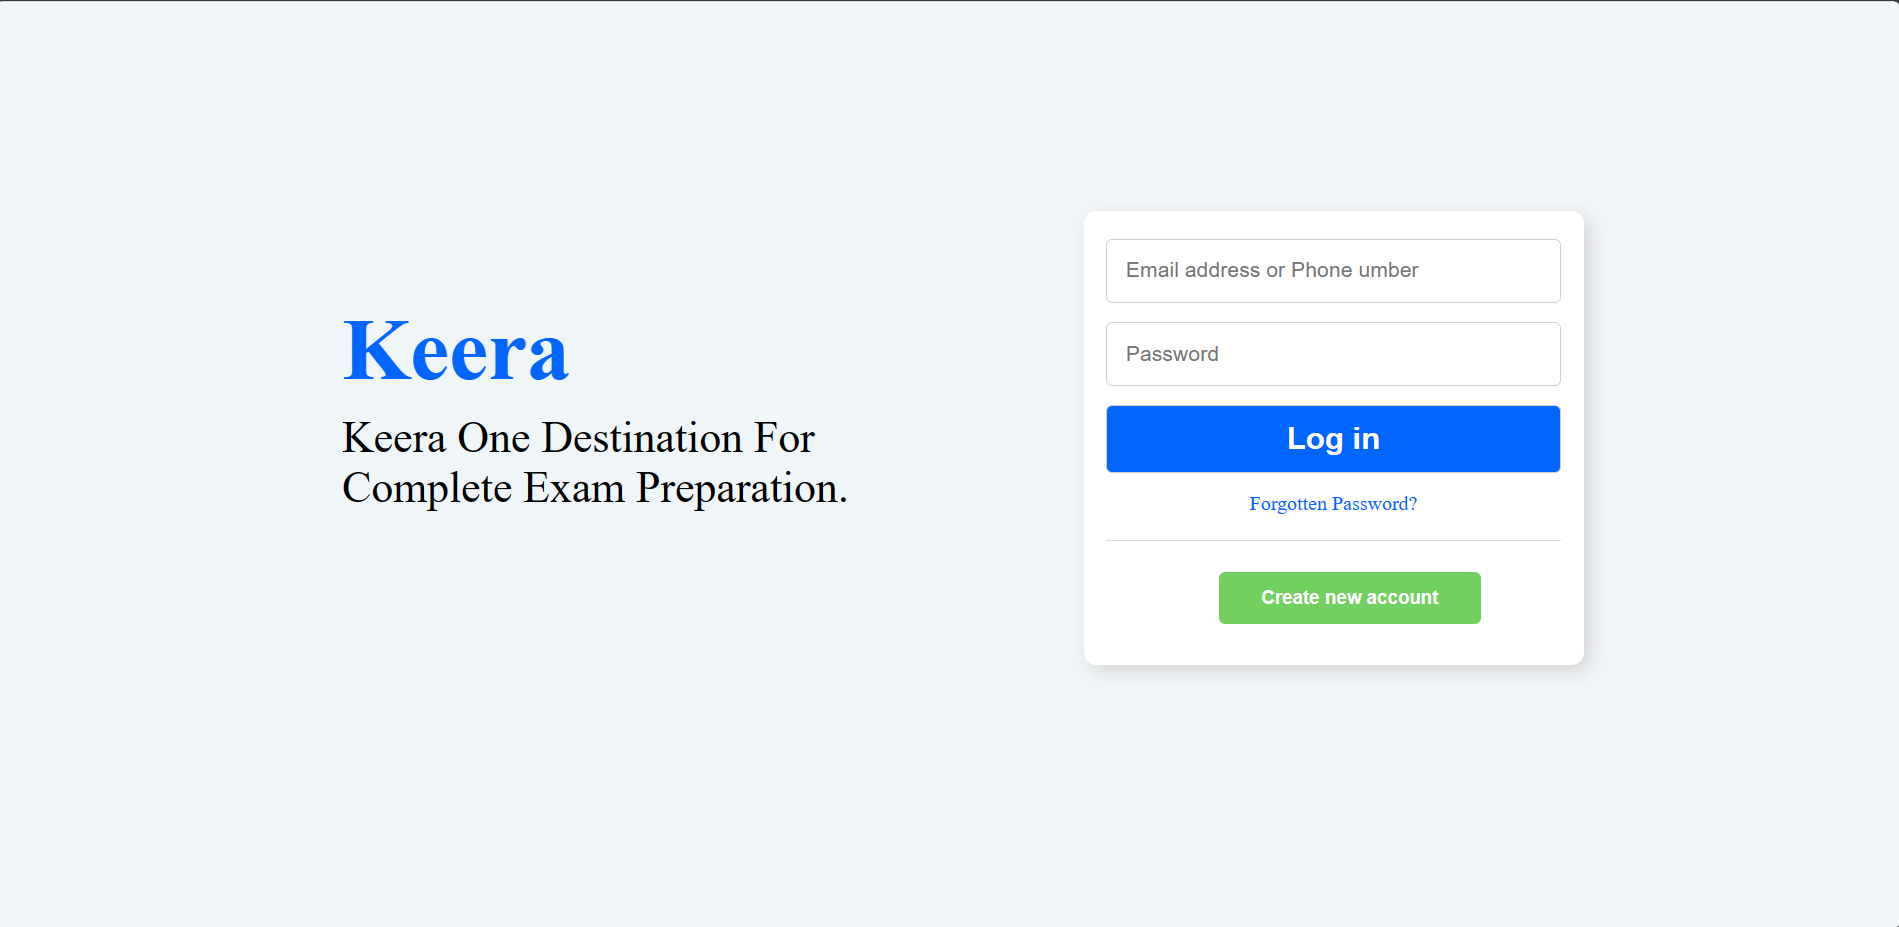 Keera
Keera One Destination For
Complete Exam Preparation.
Email address or Phone umber
Password
Log in
Forgotten Password?
Create new account